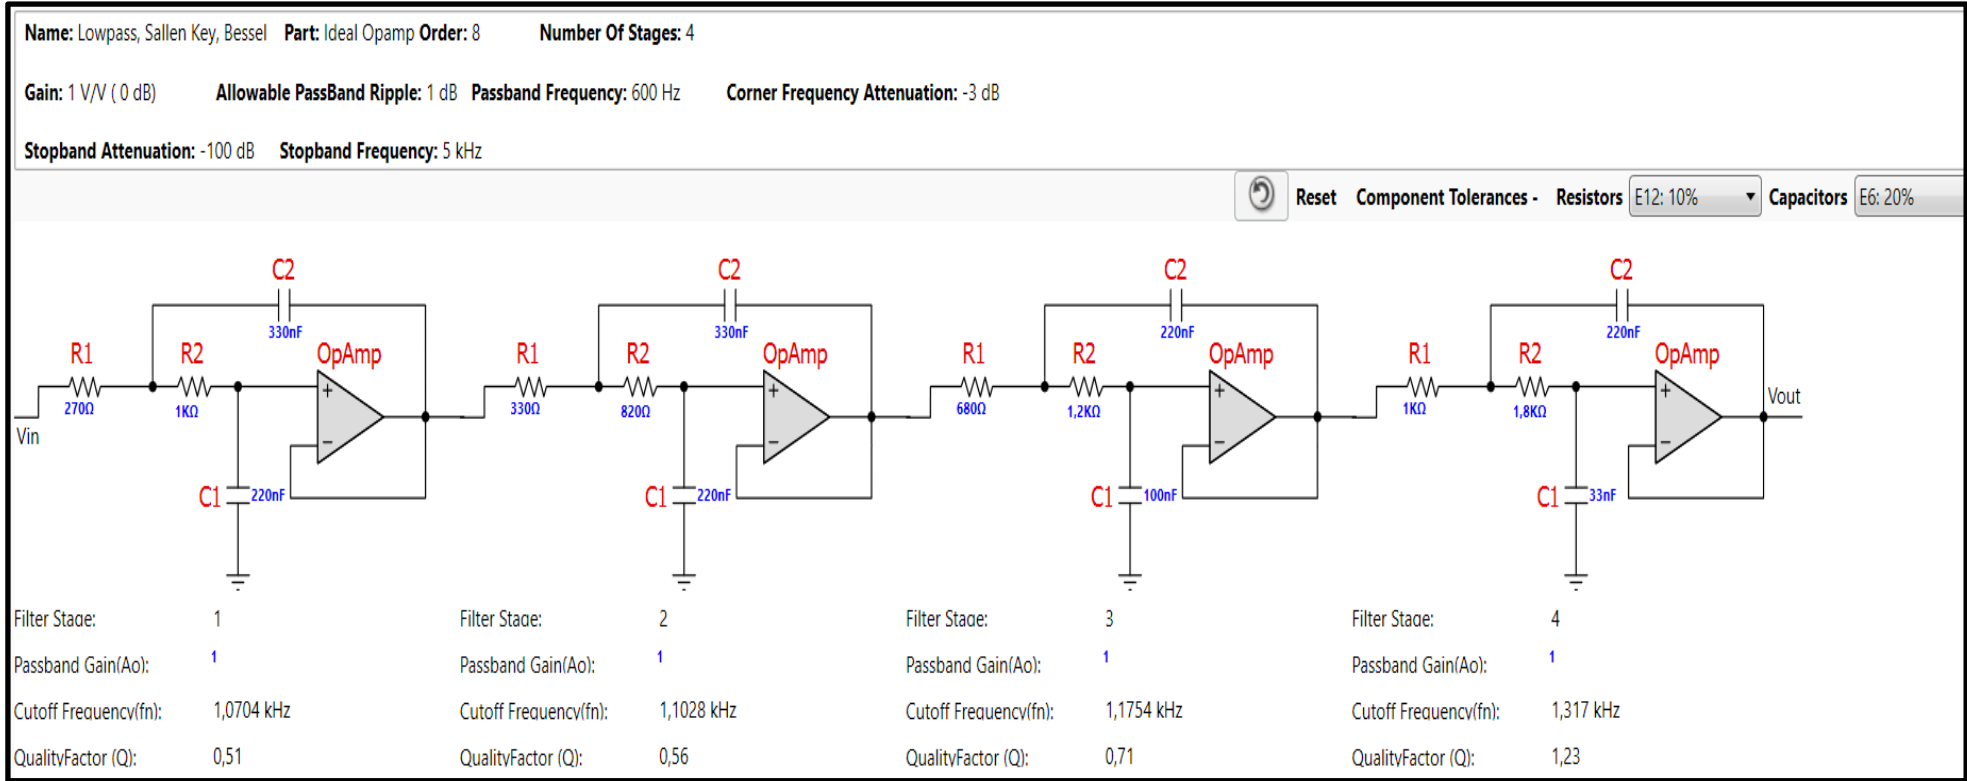 Name: Lowpass, Sallen Key, Bessel Part: Ideal Opamp Order: 8 Number Of Stages: 4
Gain: 1 V/V ( 0 dB) Allowable PassBand Ripple: 1 dB Passband Frequency: 600 Hz Corner Frequency Attenuation: -3 dB
Stopband Attenuation: -100 dB Stopband Frequency: 5 kHz
Reset Component Tolerances - Resistors E12: 10% Capacitors E6: 20%
C2 C2 C2 C2
330nF 330nF 220nF 220nF
R1 R2 OpAmp R1 R2 OpAmp R1 R2 OpAmp R1 R2 OpAmp
270Ω 1KΩ 330Ω 820Ω 680Ω 1,2KΩ 1KΩ 1,8KΩ Vout
Vin
C1 220nF C1 220nF C1 100nF C1 33nF
Filter Stage: 1 Filter Stage: 2 Filter Stage: 3 Filter Stage: 4
Passband Gain(Ao): 1 Passband Gain(Ao): 1 Passband Gain(Ao): 1 Passband Gain(Ao): 1
Cutoff Frequency(fn): 1,0704 kHz Cutoff Frequency(fn): 1,1028 kHz Cutoff Frequency(fn): 1,1754 kHz Cutoff Frequency(fn): 1,317 kHz
QualityFactor (Q): 0,51 QualityFactor (Q): 0,56 QualityFactor (Q): 0,71 QualityFactor (Q): 1,23